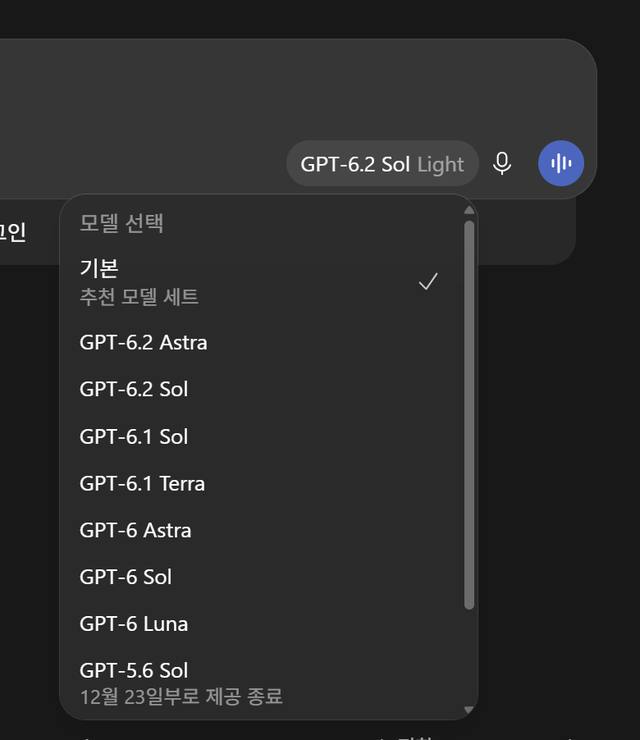 GPT-6.2 Sol Light
모델 선택
기본
추천 모델 세트
GPT-6.2 Astra
GPT-6.2 Sol
GPT-6.1 Sol
GPT-6.1 Terra
GPT-6 Astra
GPT-6 Sol
GPT-6 Luna
GPT-5.6 Sol
12월 23일부로 제공 종료